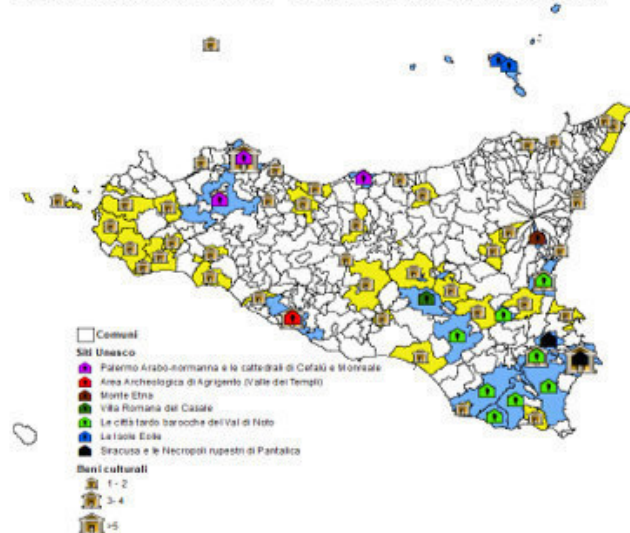 Comuni
Siti Unesco
Palermo Arabo-normanna e le cattedrali di Cefalù e Monreale
Area Archeologica di Agrigento (Valle dei Templi)
Monte Etna
Villa Romana del Casale
Le città tardo barocche del Val di Noto
Le Isole Eolie
Siracusa e le Necropoli rupestri di Pantalica
Beni culturali
1 - 2
3 - 4
>5